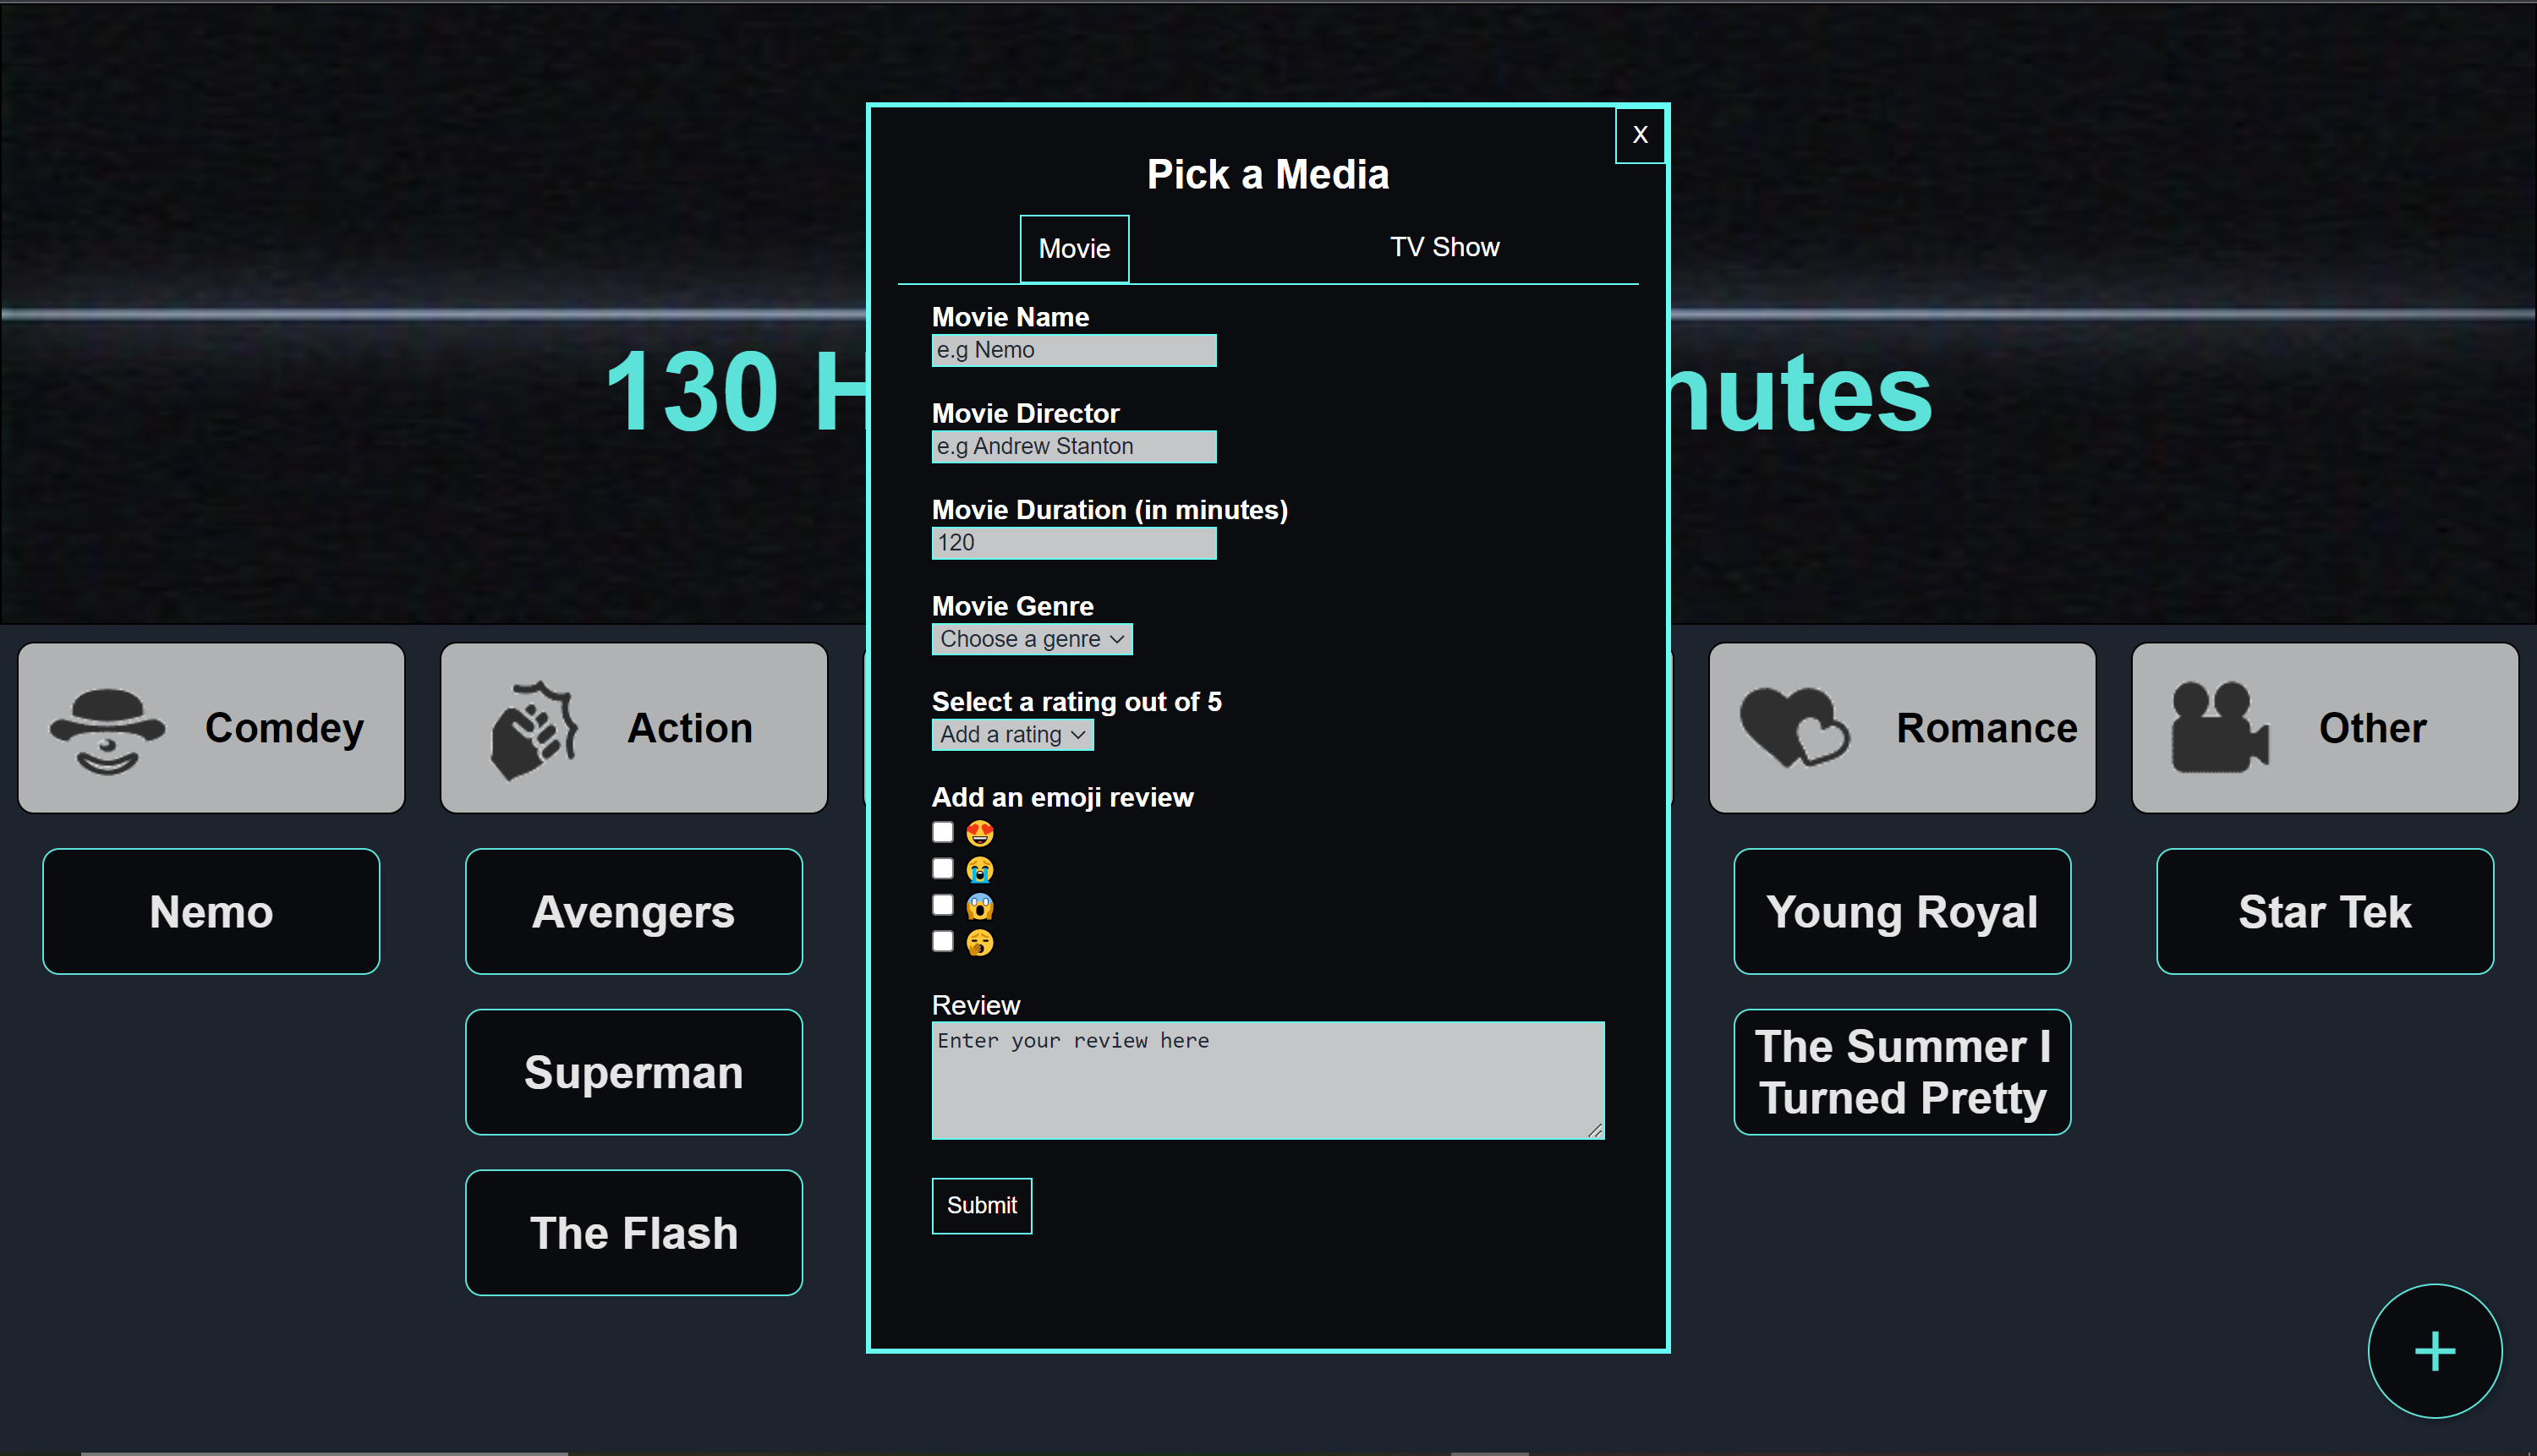 X
Pick a Media
Movie
TV Show
Movie Name
e.g Nemo
130 H
nutes
Movie Director
e.g Andrew Stanton
Movie Duration (in minutes)
120
Movie Genre
Choose a genre
Select a rating out of 5
Add a rating
Add an emoji review
😍
😭
😱
🥱
Review
Enter your review here
Submit
Comdey
Action
Romance
Other
Nemo
Avengers
Young Royal
Star Tek
Superman
The Summer I
Turned Pretty
The Flash
+